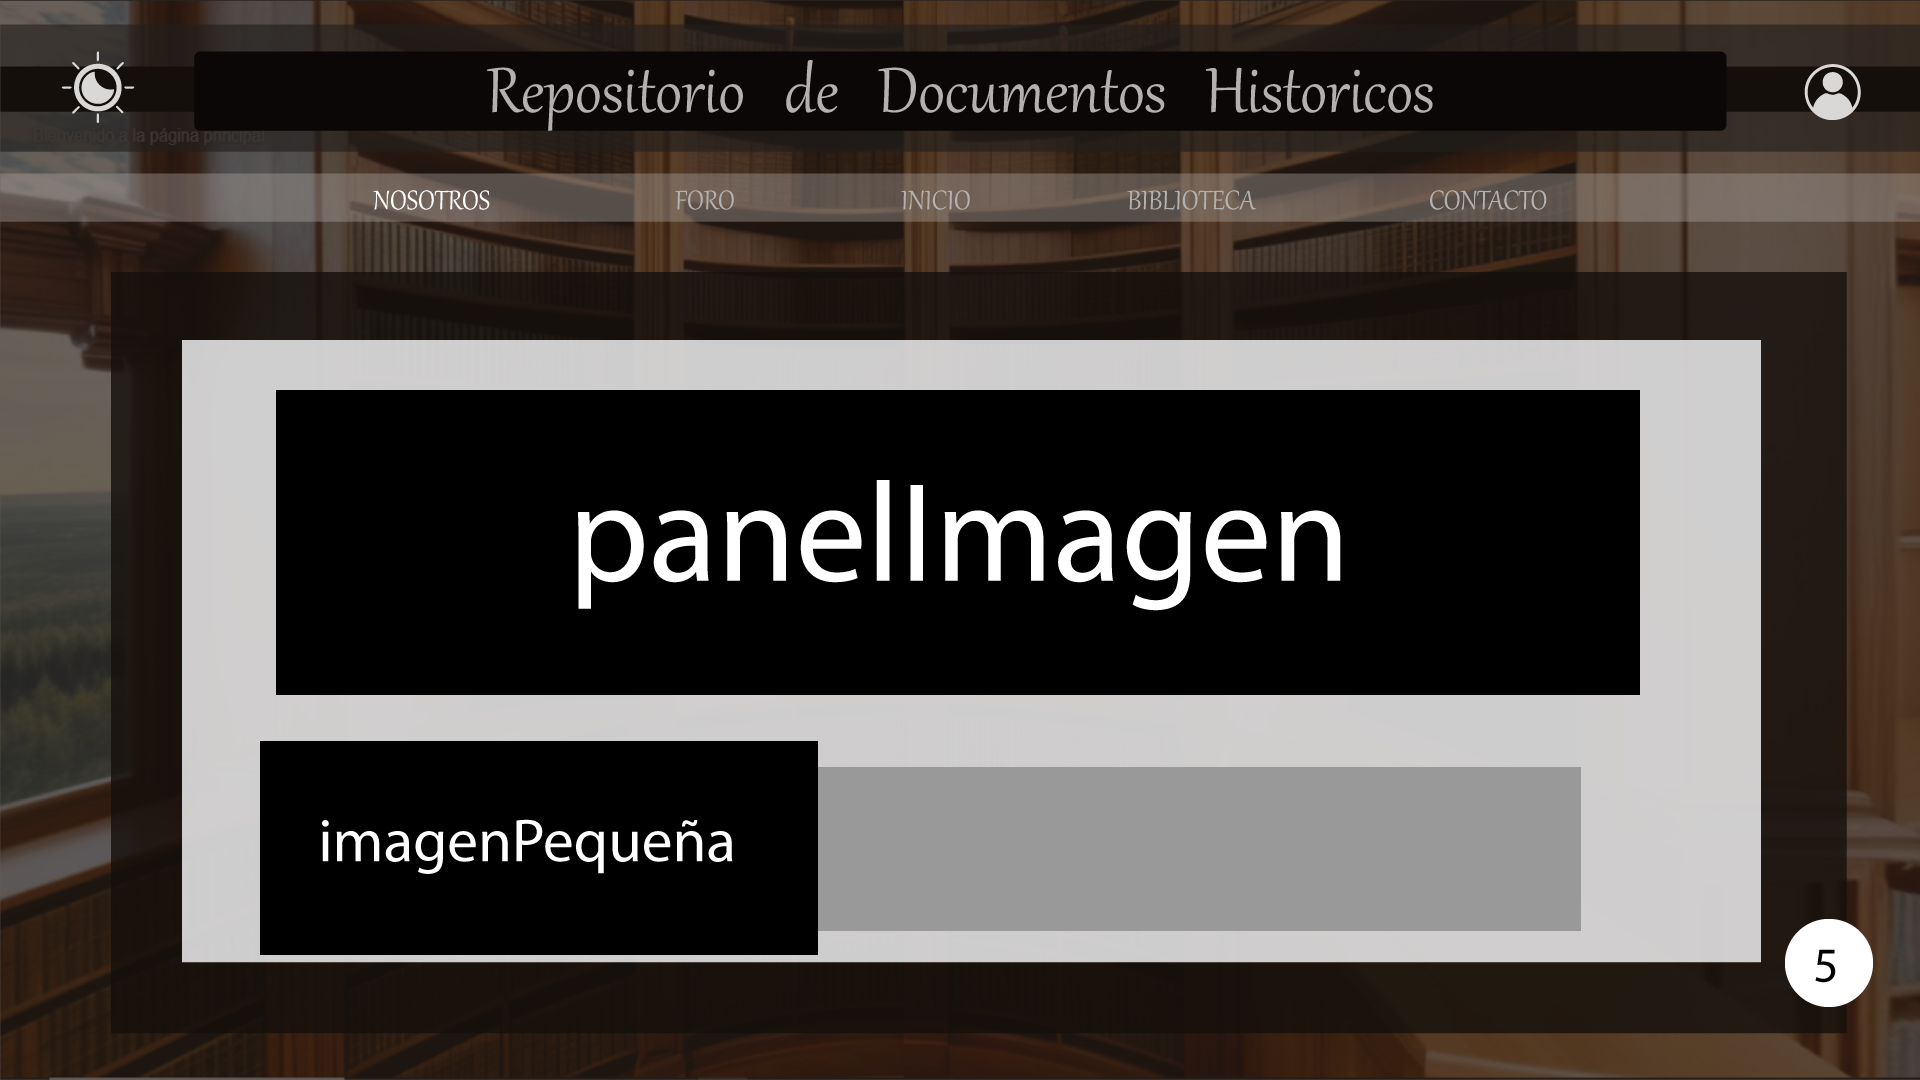 Repositorio de Documentos Historicos
Bienvenido a la página principal
NOSOTROS FORO INICIO BIBLIOTECA CONTACTO
panelImagen
imagenPequeña
5